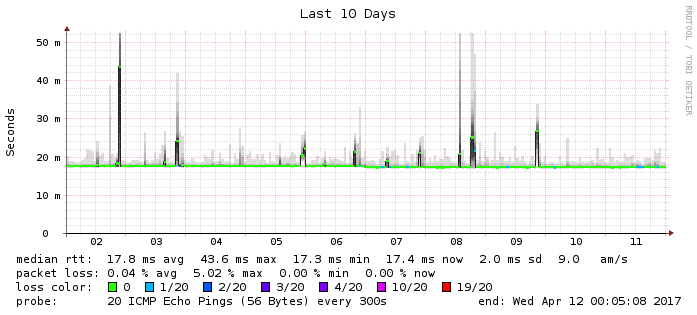 Last 10 Days
RRDTOOL / TOBI OETIKER
Seconds
50 m
40 m
30 m
20 m
10 m
0
02 03 04 05 06 07 08 09 10 11
median rtt: 17.8 ms avg 43.6 ms max 17.3 ms min 17.4 ms now 2.0 ms sd 9.0 am/s
packet loss: 0.04 % avg 5.02 % max 0.00 % min 0.00 % now
loss color: 0 1/20 2/20 3/20 4/20 10/20 19/20
probe: 20 ICMP Echo Pings (56 Bytes) every 300s end: Wed Apr 12 00:05:08 2017